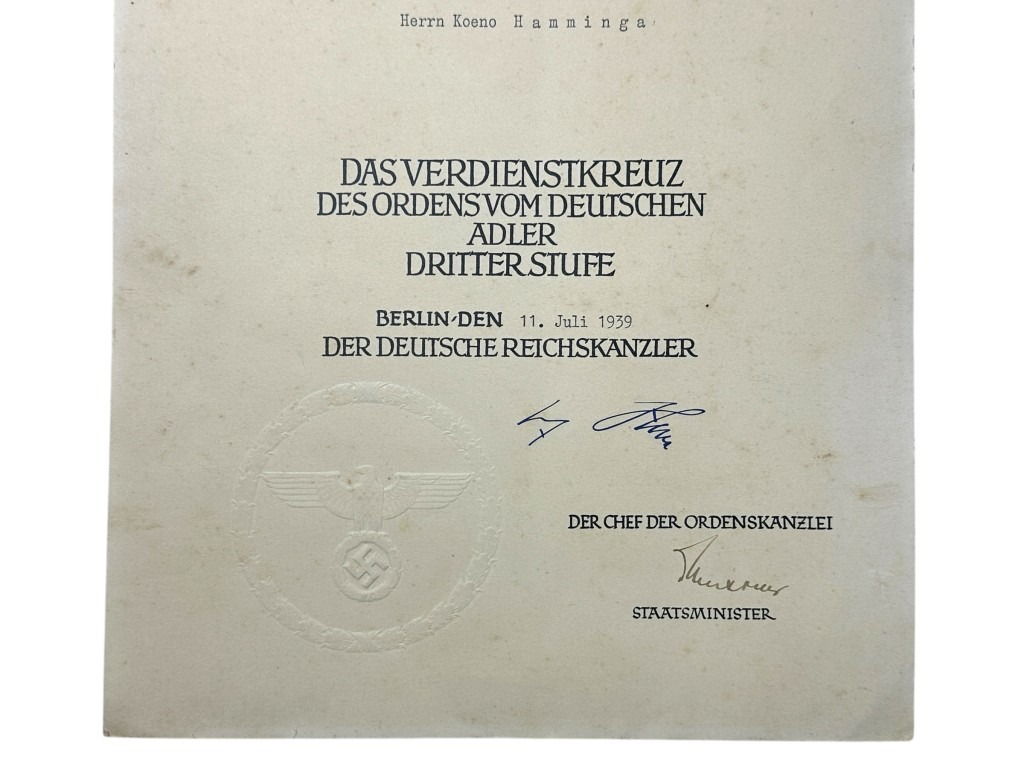 Herrn Koeno Hamminga
DAS VERDIENSTKREUZ
DES ORDENS VOM DEUTSCHEN
ADLER
DRITTER STUFE
BERLIN, DEN 11. Juli 1939
DER DEUTSCHE REICHSKANZLER
DER CHEF DER ORDENSKANZLEI
STAATSMINISTER